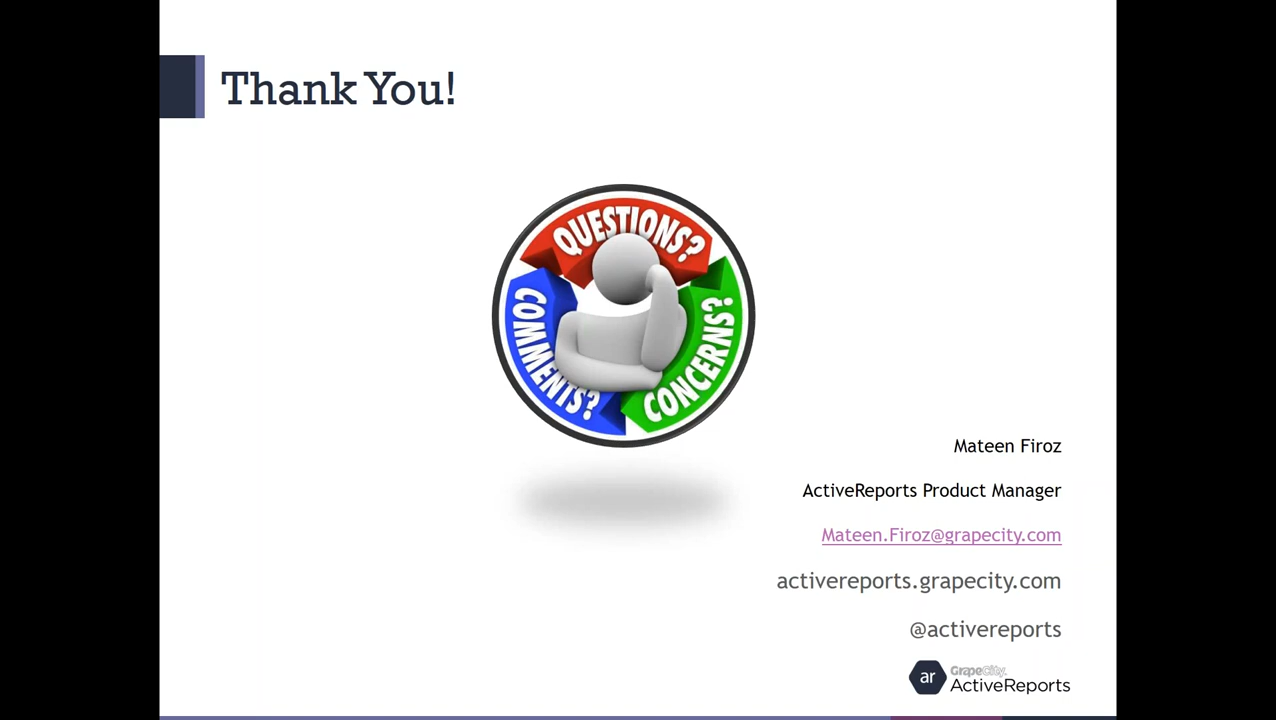 Thank You!
QUESTIONS?
COMMENTS?
CONCERNS?
Mateen Firoz
ActiveReports Product Manager
Mateen.Firoz@grapecity.com
activereports.grapecity.com
@activereports
ar
GrapeCity
ActiveReports